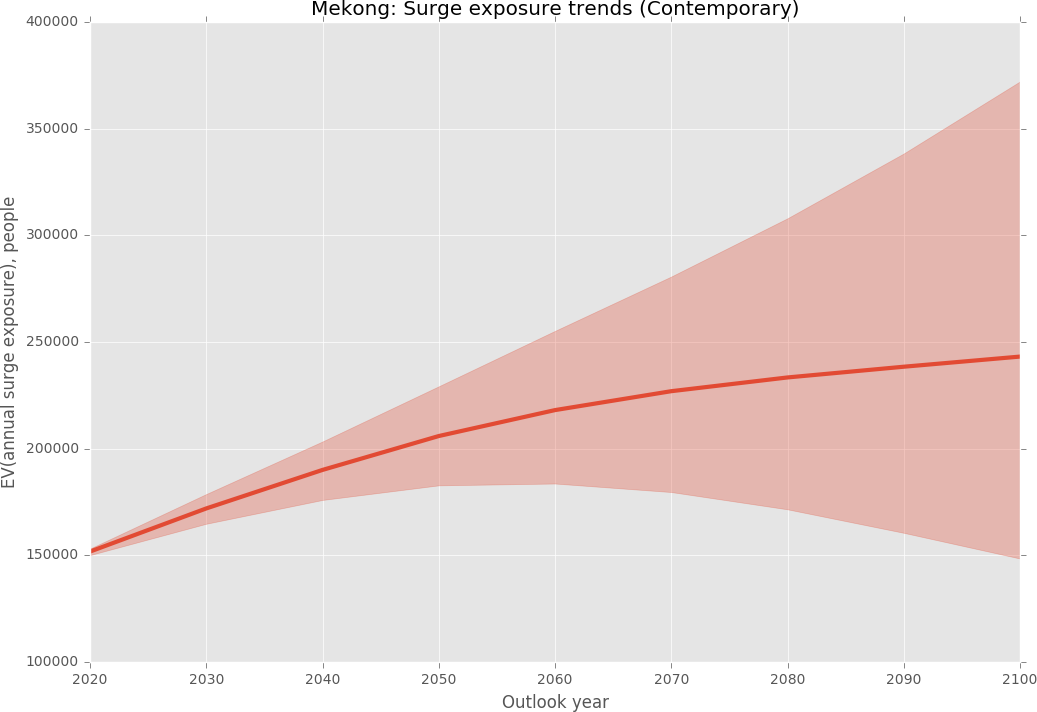 Mekong: Surge exposure trends (Contemporary)
400000
350000
300000
250000
200000
150000
100000
EV(annual surge exposure), people
2020 2030 2040 2050 2060 2070 2080 2090 2100
Outlook year